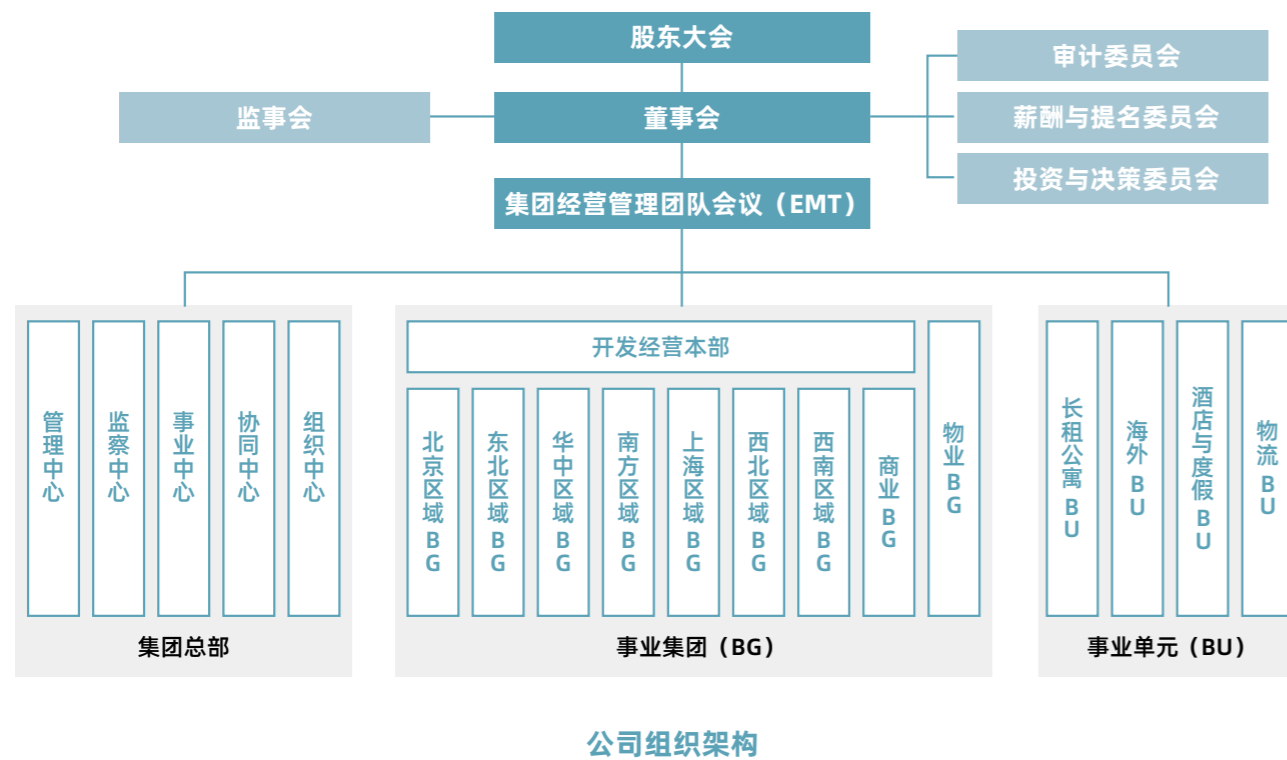 股东大会
审计委员会
监事会
董事会
薪酬与提名委员会
投资与决策委员会
集团经营管理团队会议（EMT）
管理中心
监察中心
事业中心
协同中心
组织中心
集团总部
开发经营本部
北京区域BG
东北区域BG
华中区域BG
南方区域BG
上海区域BG
西北区域BG
西南区域BG
商业BG
物业BG
事业集团（BG）
长租公寓BU
海外BU
酒店与度假BU
物流BU
事业单元（BU）
公司组织架构